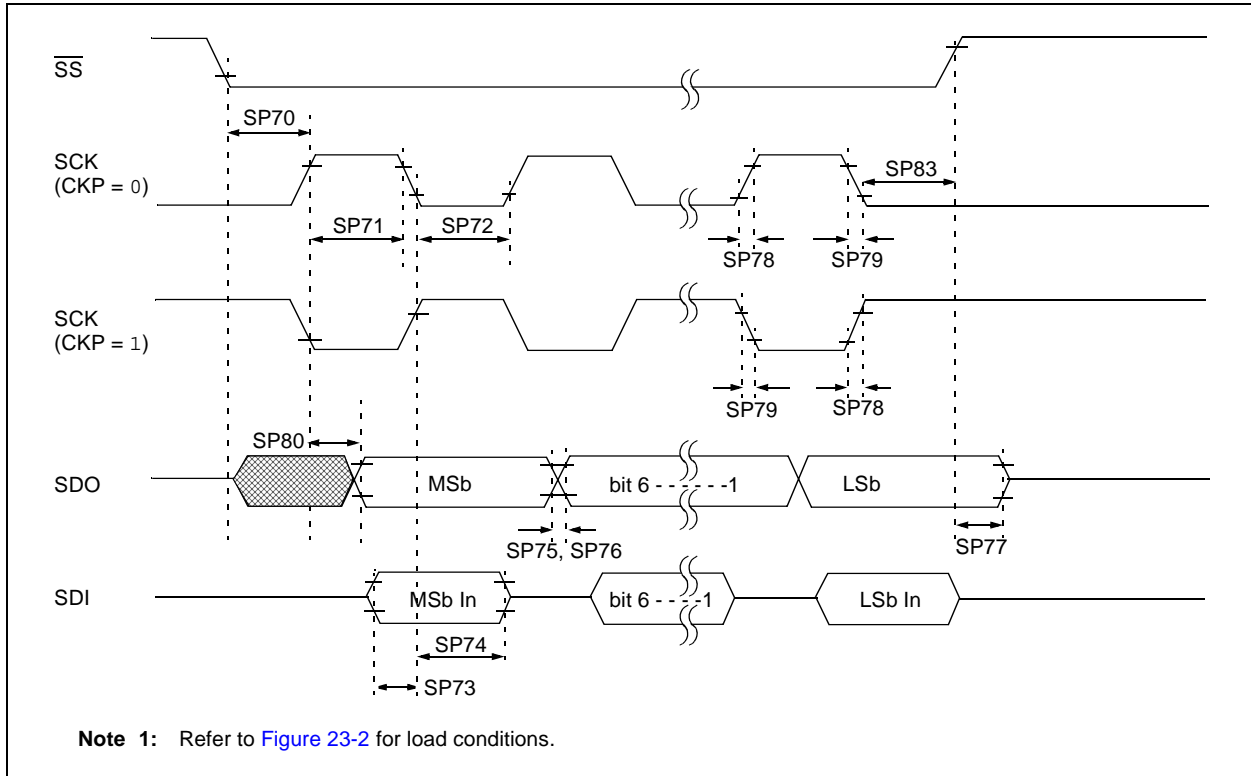 SS
SP70
SCK
(CKP = 0)
SP83
SP71
SP72
SP78
SP79
SCK
(CKP = 1)
SP79
SP78
SP80
SDO
MSb
bit 6 - - - - - - -1
LSb
SP75, SP76
SP77
SDI
MSb In
bit 6 - - - - -1
LSb In
SP74
SP73
Note 1: Refer to Figure 23-2 for load conditions.